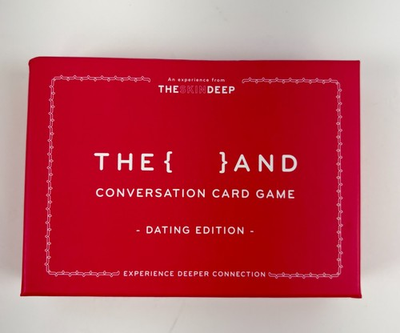 An experience from
THESKINDEEP
THE{ }AND
CONVERSATION CARD GAME
- DATING EDITION -
EXPERIENCE DEEPER CONNECTION